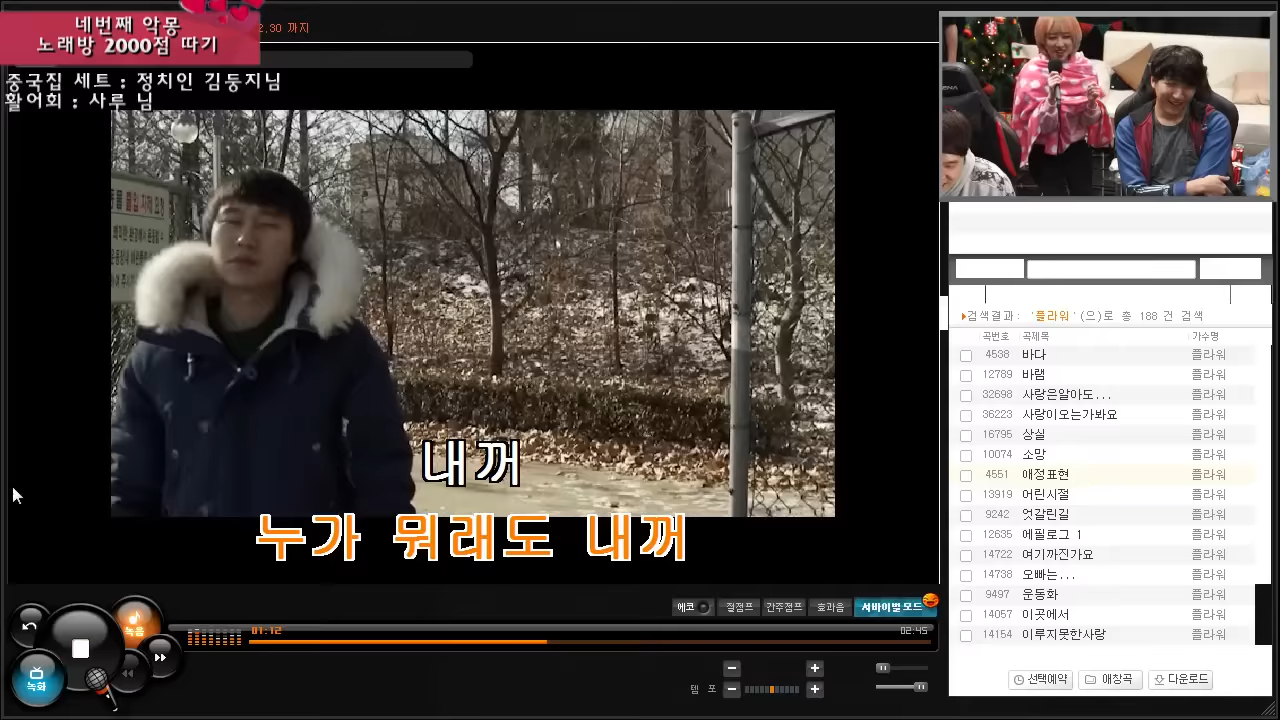 네번째 악몽
노래방 2000점 따기
2,30 까지
중국집 세트 : 정치인 김둥지님
활어회 : 사루 님
내꺼
누가 뭐래도 내꺼
에코
절점프
간주점프
효과음
서바이벌 모드
녹음
01:12
02:45
녹화
템 포
검색결과: '플라워' (으)로 총 188 건 검색
곡번호 곡제목 가수명
4538 바다 플라워
12789 바램 플라워
32698 사랑은알아도... 플라워
36223 사랑이오는가봐요 플라워
16795 상실 플라워
10074 소망 플라워
4551 애정표현 플라워
13919 어린시절 플라워
9242 엇갈린길 플라워
12635 에필로그 1 플라워
14722 여기까진가요 플라워
14738 오빠는... 플라워
9497 운동화 플라워
14057 이곳에서 플라워
14154 이루지못한사랑 플라워
선택예약
애창곡
다운로드